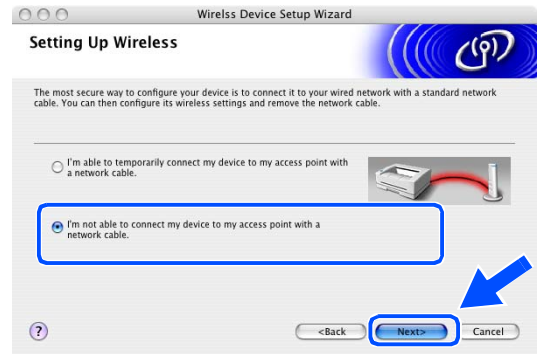 Wirelss Device Setup Wizard
Setting Up Wireless
The most secure way to configure your device is to connect it to your wired network with a standard network
cable. You can then configure its wireless settings and remove the network cable.
I'm able to temporarily connect my device to my access point with
a network cable.
I'm not able to connect my device to my access point with a
network cable.
?
<Back
Next>
Cancel